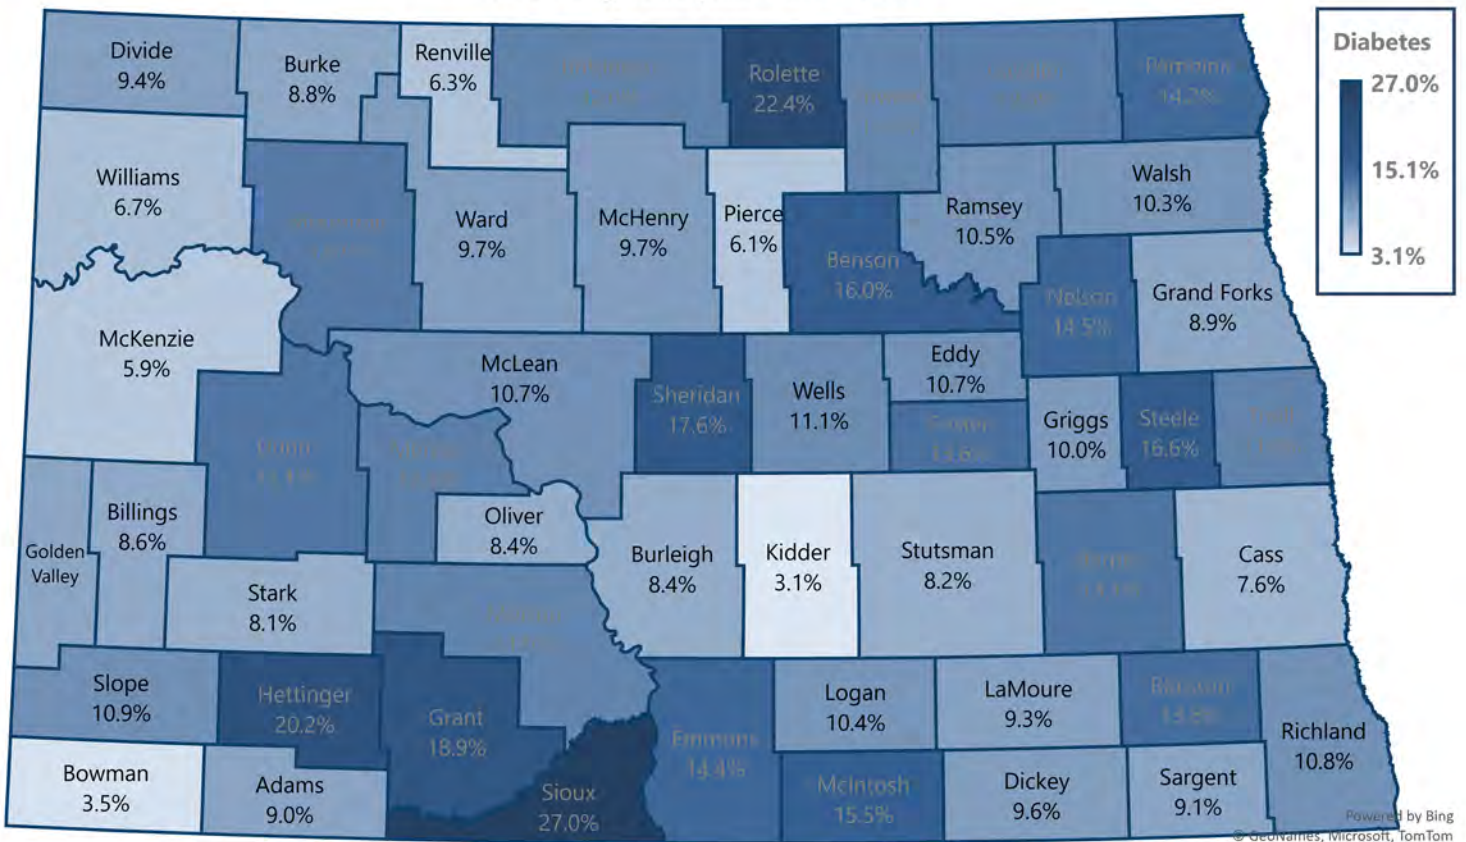 Divide
9.4%
Burke
8.8%
Renville
6.3%
Rolette
22.4%
Pembina
14.2%
Diabetes
27.0%
15.1%
3.1%
Williams
6.7%
Ward
9.7%
McHenry
9.7%
Pierce
6.1%
Benson
16.0%
Ramsey
10.5%
Walsh
10.3%
Nelson
14.5%
Grand Forks
8.9%
McKenzie
5.9%
McLean
10.7%
Sheridan
17.6%
Wells
11.1%
Eddy
10.7%
Foster
13.6%
Griggs
10.0%
Steele
16.6%
Dunn
Golden
Valley
Billings
8.6%
Oliver
8.4%
Burleigh
8.4%
Kidder
3.1%
Stutsman
8.2%
Cass
7.6%
Stark
8.1%
Slope
10.9%
Hettinger
20.2%
Grant
18.9%
Emmons
14.4%
Logan
10.4%
LaMoure
9.3%
Richland
10.8%
Bowman
3.5%
Adams
9.0%
Sioux
27.0%
McIntosh
15.5%
Dickey
9.6%
Sargent
9.1%
Powered by Bing
© GeoNames, Microsoft, TomTom